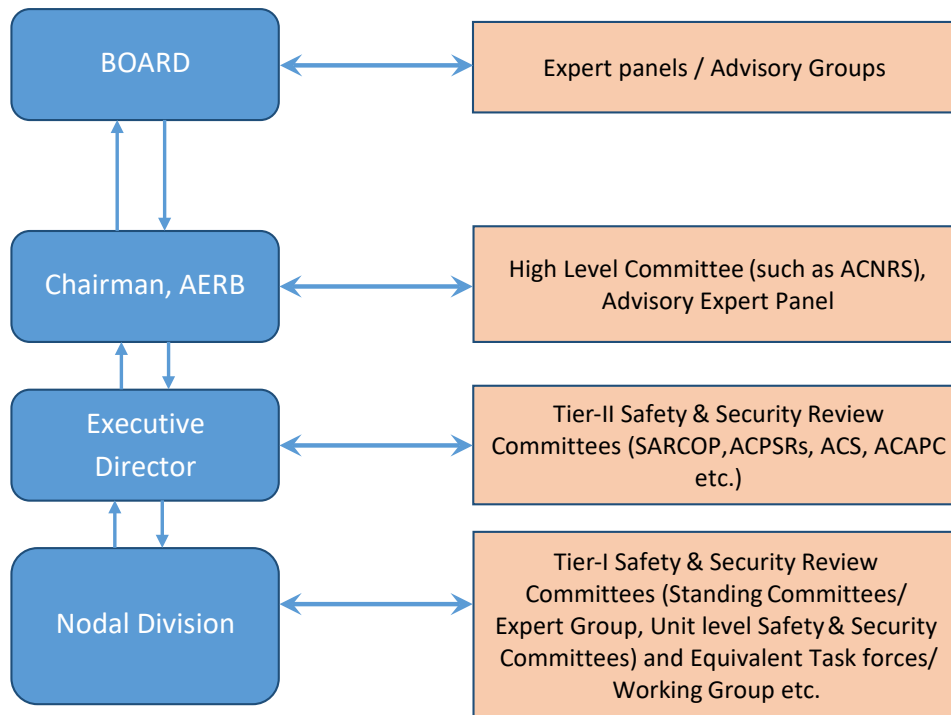 BOARD
Expert panels / Advisory Groups
Chairman, AERB
High Level Committee (such as ACNRS),
Advisory Expert Panel
Executive
Director
Tier-II Safety & Security Review
Committees (SARCOP, ACPSRs, ACS, ACAPC
etc.)
Nodal Division
Tier-I Safety & Security Review
Committees (Standing Committees/
Expert Group, Unit level Safety & Security
Committees) and Equivalent Task forces/
Working Group etc.